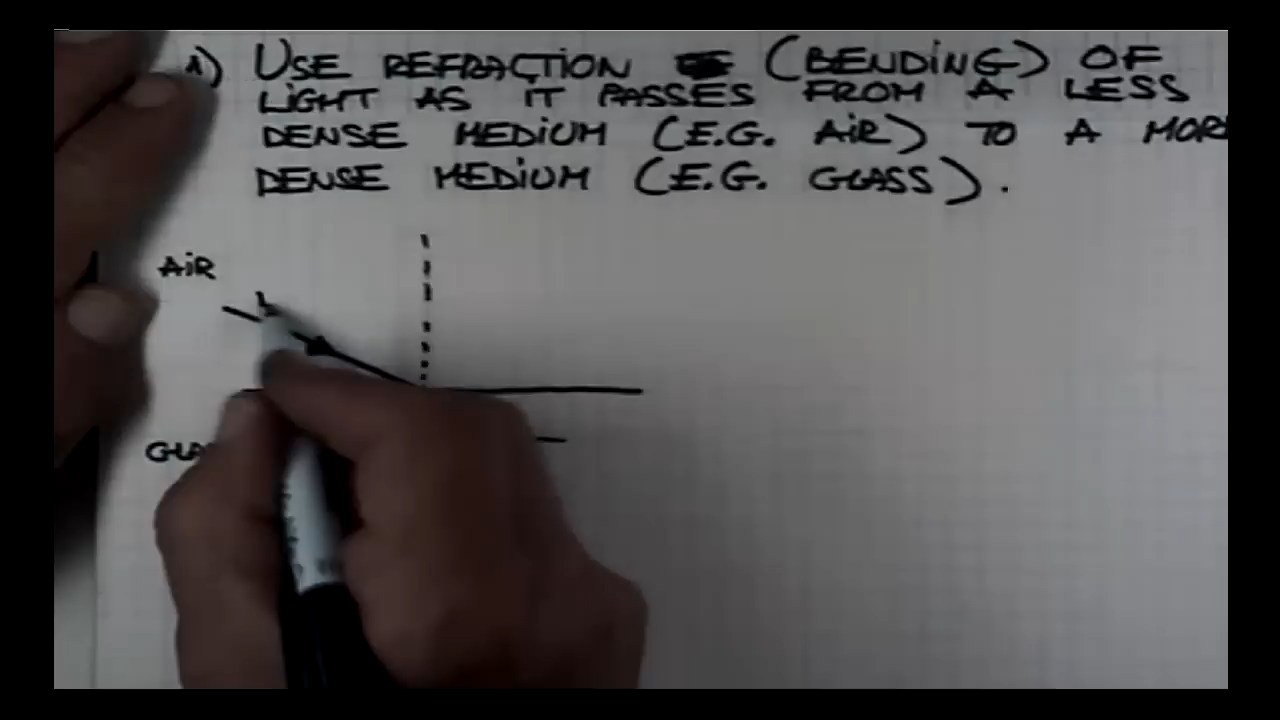 1) USE REFRACTION (BENDING) OF
LIGHT AS IT PASSES FROM A LESS
DENSE MEDIUM (E.G. AIR) TO A MORE
DENSE MEDIUM (E.G. GLASS).
AIR